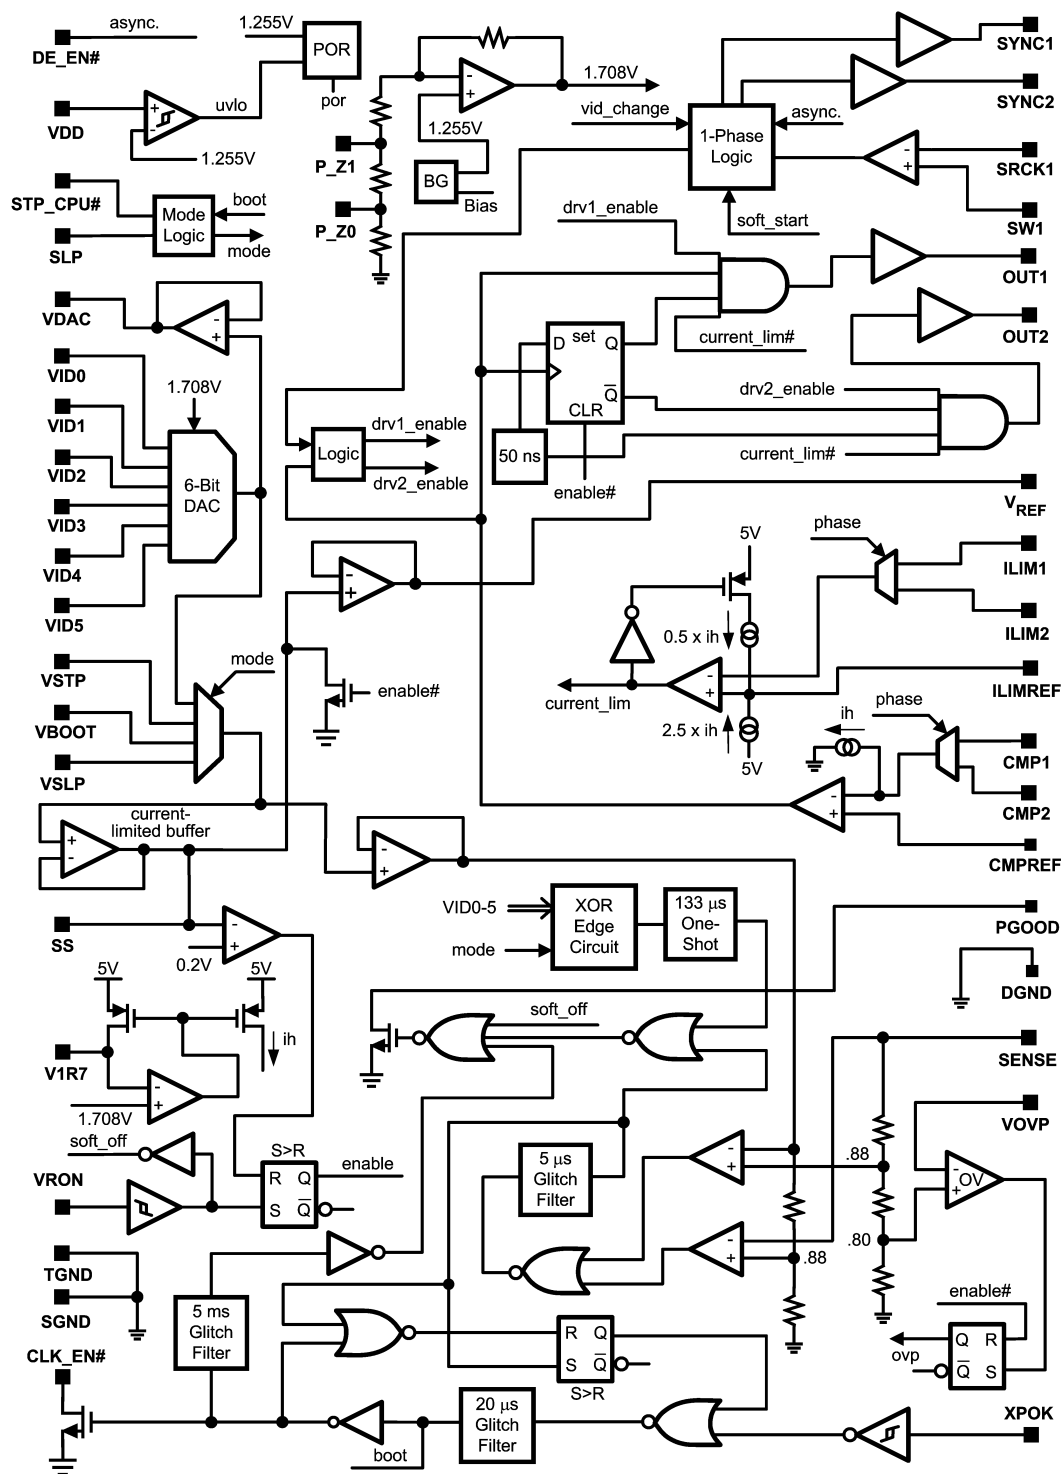 async.
DE_EN#
1.255V
POR
por
VDD
uvlo
1.255V
1.708V
1.255V
BG
Bias
P_Z1
P_Z0
vid_change
1-Phase
Logic
async.
soft_start
SYNC1
SYNC2
SRCK1
SW1
STP_CPU#
SLP
Mode
Logic
boot
mode
drv1_enable
OUT1
OUT2
VDAC
VID0
VID1
VID2
VID3
VID4
VID5
1.708V
6-Bit
DAC
D set Q
Q
CLR
50 ns
enable#
current_lim#
drv2_enable
current_lim#
Logic
drv1_enable
drv2_enable
VREF
5V
phase
ILIM1
ILIM2
0.5 x ih
ILIMREF
current_lim
2.5 x ih
5V
VSTP
VBOOT
VSLP
mode
enable#
ih
phase
CMP1
CMP2
CMPREF
current-
limited buffer
SS
0.2V
VID0-5
mode
XOR
Edge
Circuit
133 μs
One-
Shot
PGOOD
DGND
5V
5V
ih
V1R7
1.708V
soft_off
SENSE
VOVP
soft_off
VRON
S>R
R Q
S Q
enable
5 μs
Glitch
Filter
.88
OV
.80
.88
TGND
SGND
5 ms
Glitch
Filter
enable#
Q R
Q S
ovp
R Q
S Q
S>R
CLK_EN#
boot
20 μs
Glitch
Filter
XPOK